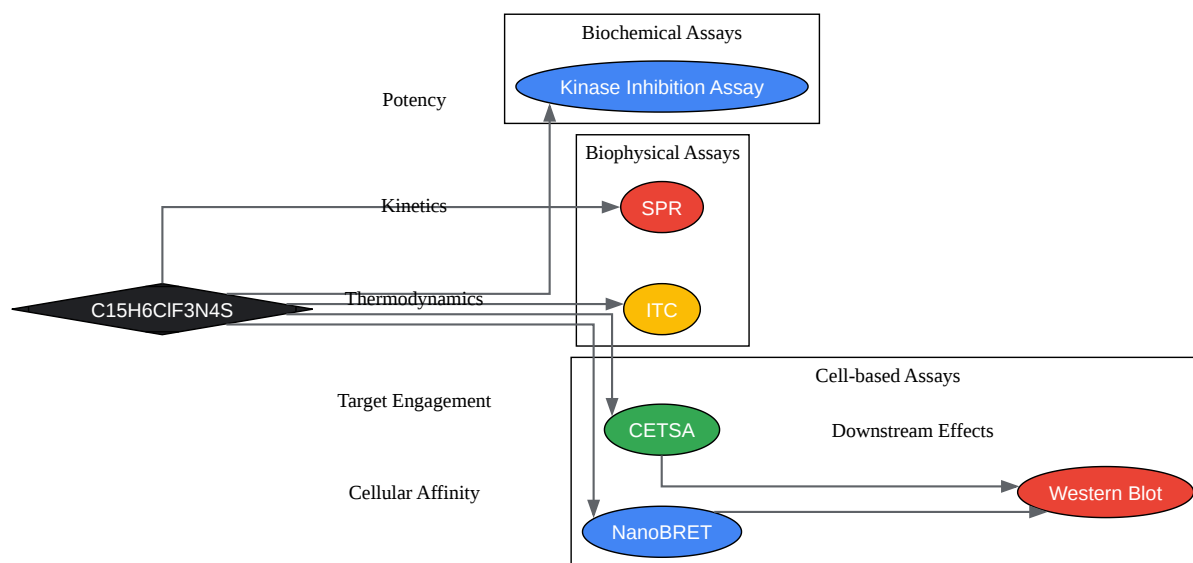 Biochemical Assays
Kinase Inhibition Assay
Potency
Biophysical Assays
Kinetics
SPR
Thermodynamics
ITC
C15H6ClF3N4S
Cell-based Assays
Target Engagement
CETSA
Downstream Effects
Cellular Affinity
Western Blot
NanoBRET